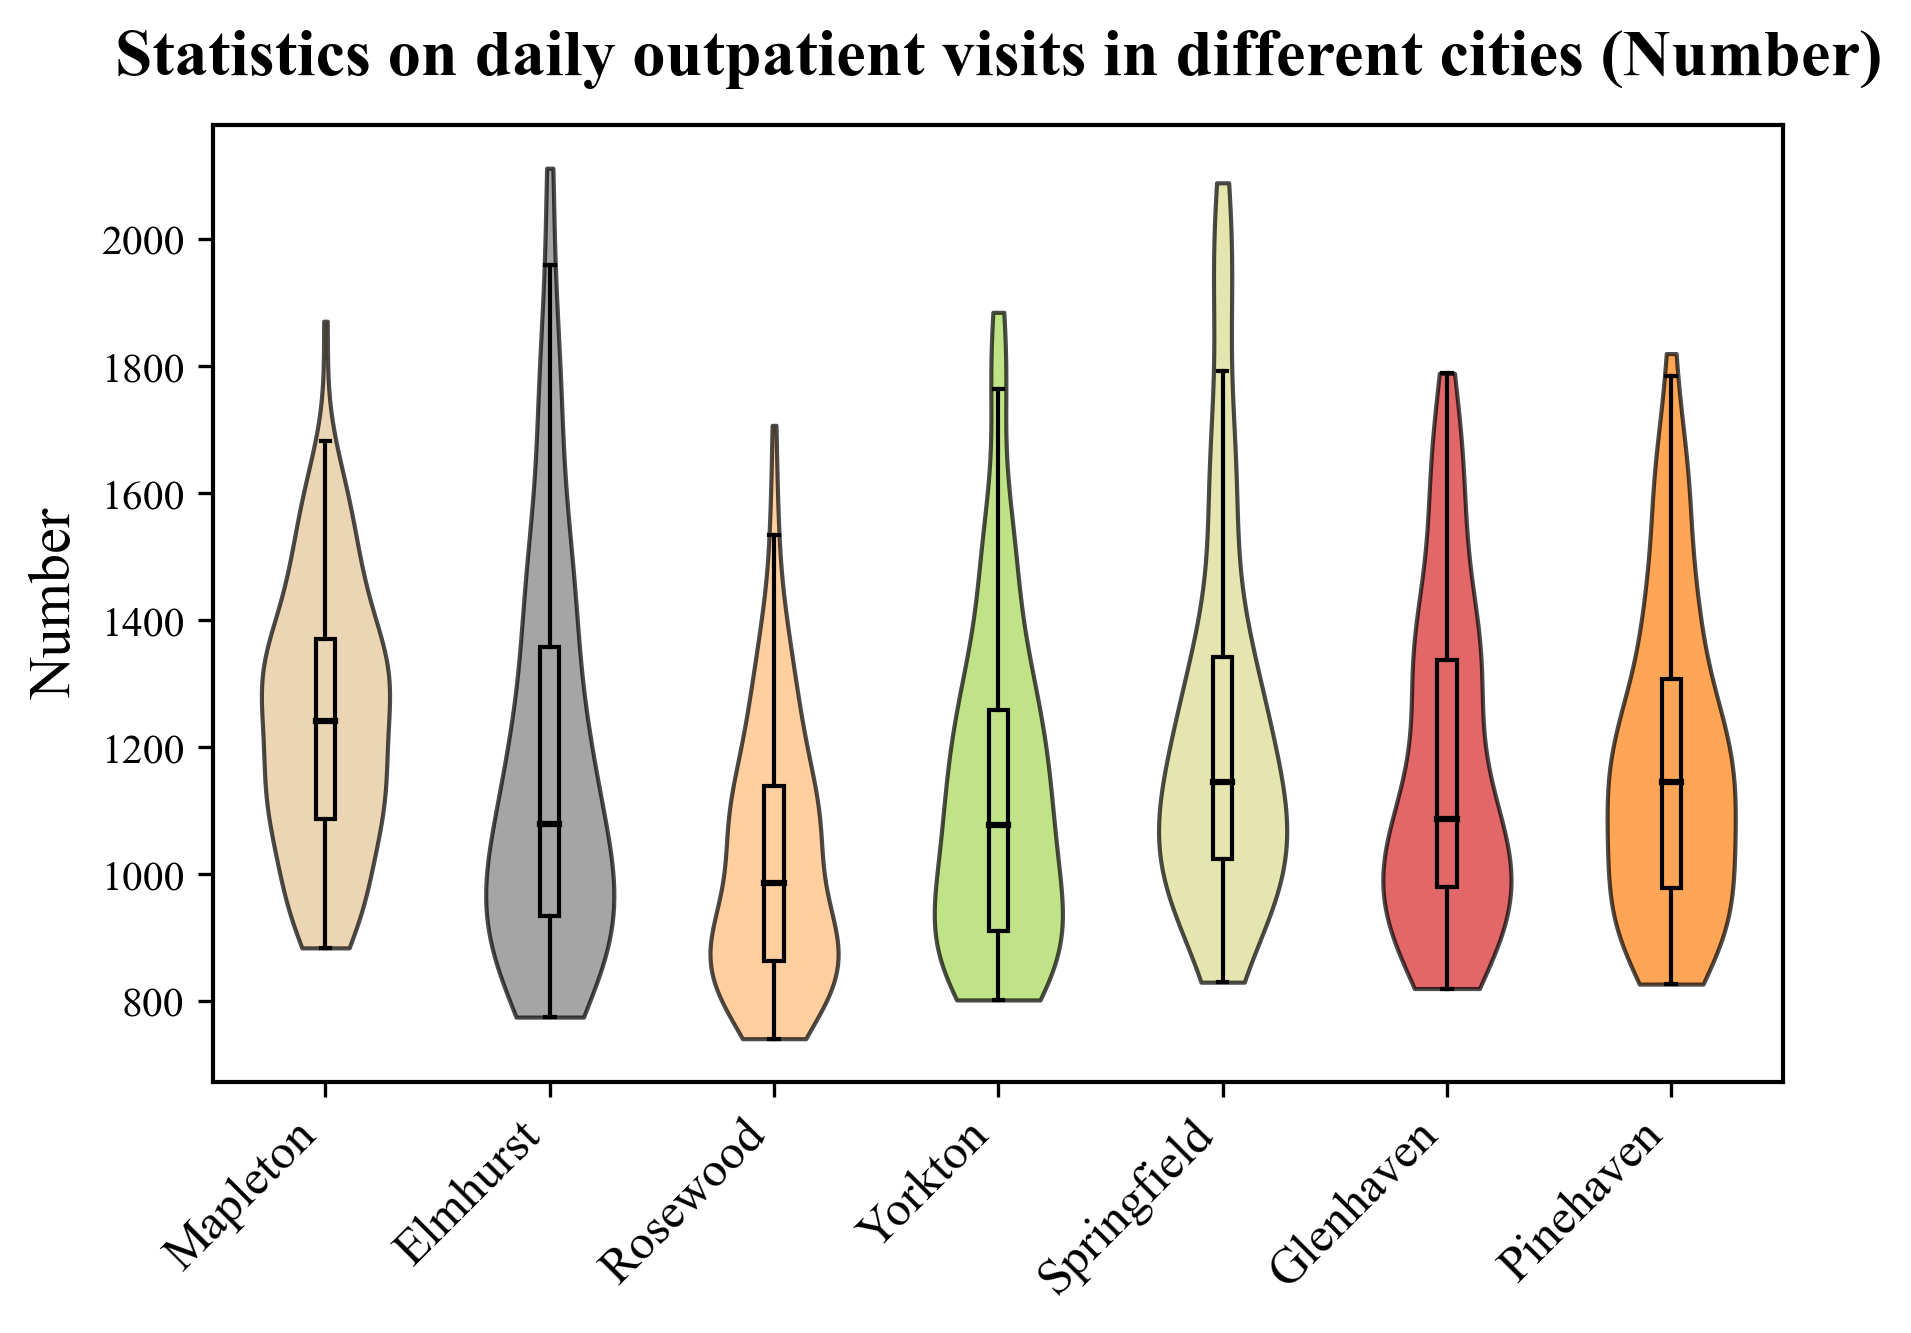 Statistics on daily outpatient visits in different cities (Number)
Number
2000
1800
1600
1400
1200
1000
800
Mapleton
Elmhurst
Rosewood
Yorkton
Springfield
Glenhaven
Pinehaven